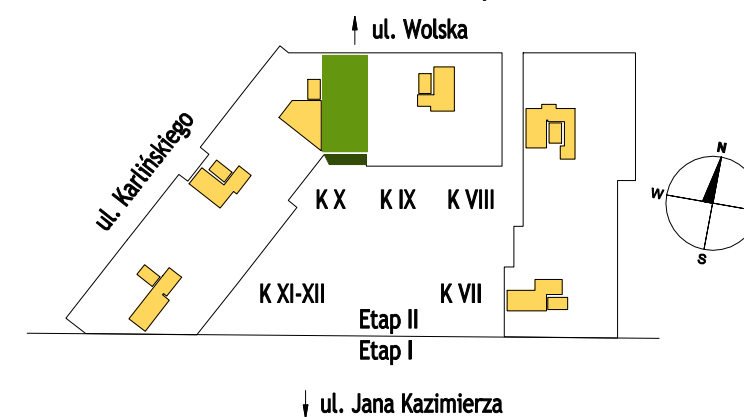 ul. Wolska
ul. Karlińskiego
N
W
S
K X
K IX
K VIII
K XI-XII
K VII
Etap II
Etap I
ul. Jana Kazimierza